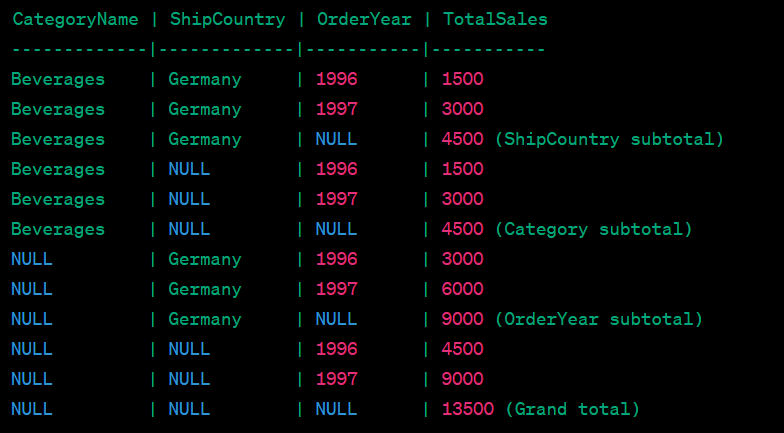 CategoryName | ShipCountry | OrderYear | TotalSales
-------------|-------------|-----------|-----------
Beverages    | Germany     | 1996      | 1500
Beverages    | Germany     | 1997      | 3000
Beverages    | Germany     | NULL      | 4500 (ShipCountry subtotal)
Beverages    | NULL        | 1996      | 1500
Beverages    | NULL        | 1997      | 3000
Beverages    | NULL        | NULL      | 4500 (Category subtotal)
NULL         | Germany     | 1996      | 3000
NULL         | Germany     | 1997      | 6000
NULL         | Germany     | NULL      | 9000 (OrderYear subtotal)
NULL         | NULL        | 1996      | 4500
NULL         | NULL        | 1997      | 9000
NULL         | NULL        | NULL      | 13500 (Grand total)